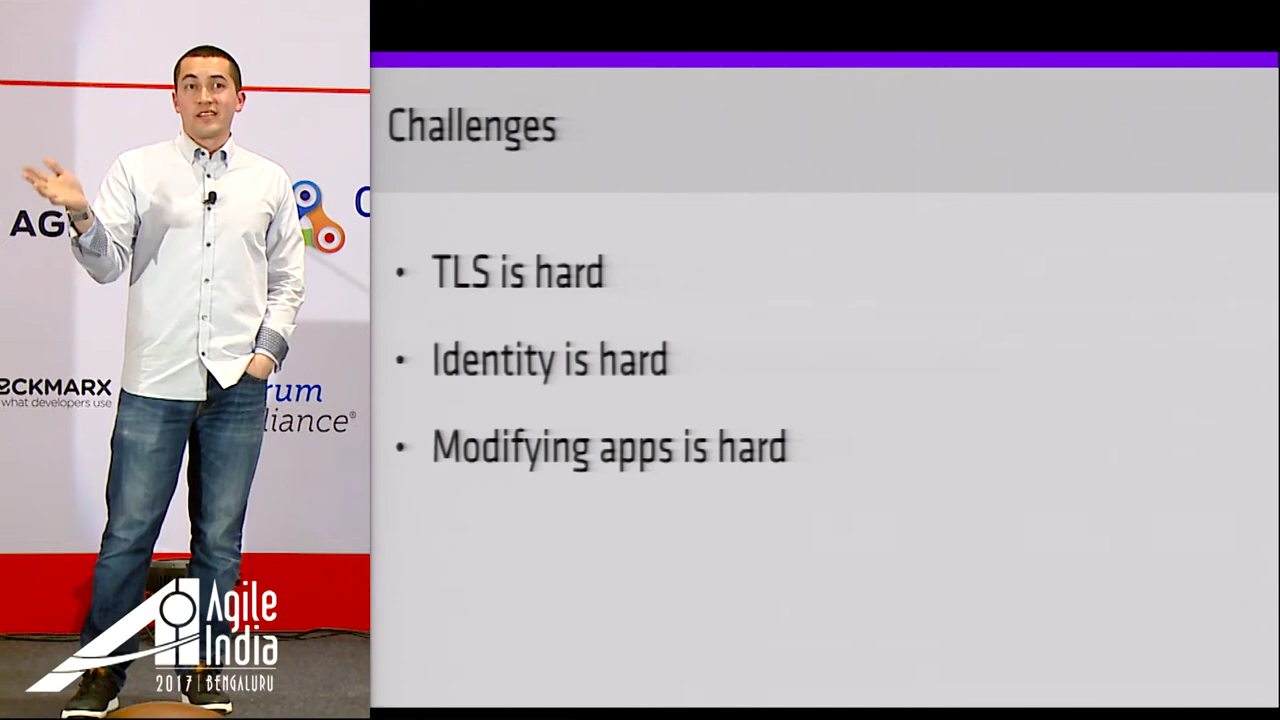 Challenges
• TLS is hard
• Identity is hard
• Modifying apps is hard
AG
ECKMARX
what developers use
rum
liance®
Agile
India
2017 | BENGALURU